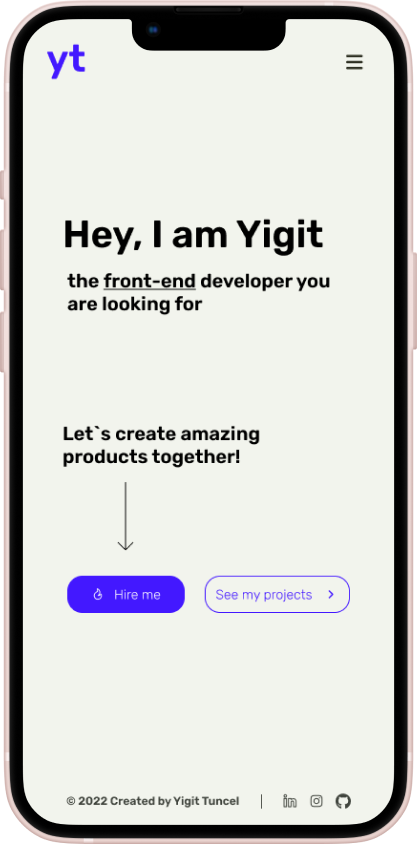 yt
Hey, I am Yigit
the front-end developer you
are looking for
Let`s create amazing
products together!
Hire me
See my projects
© 2022 Created by Yigit Tuncel
in